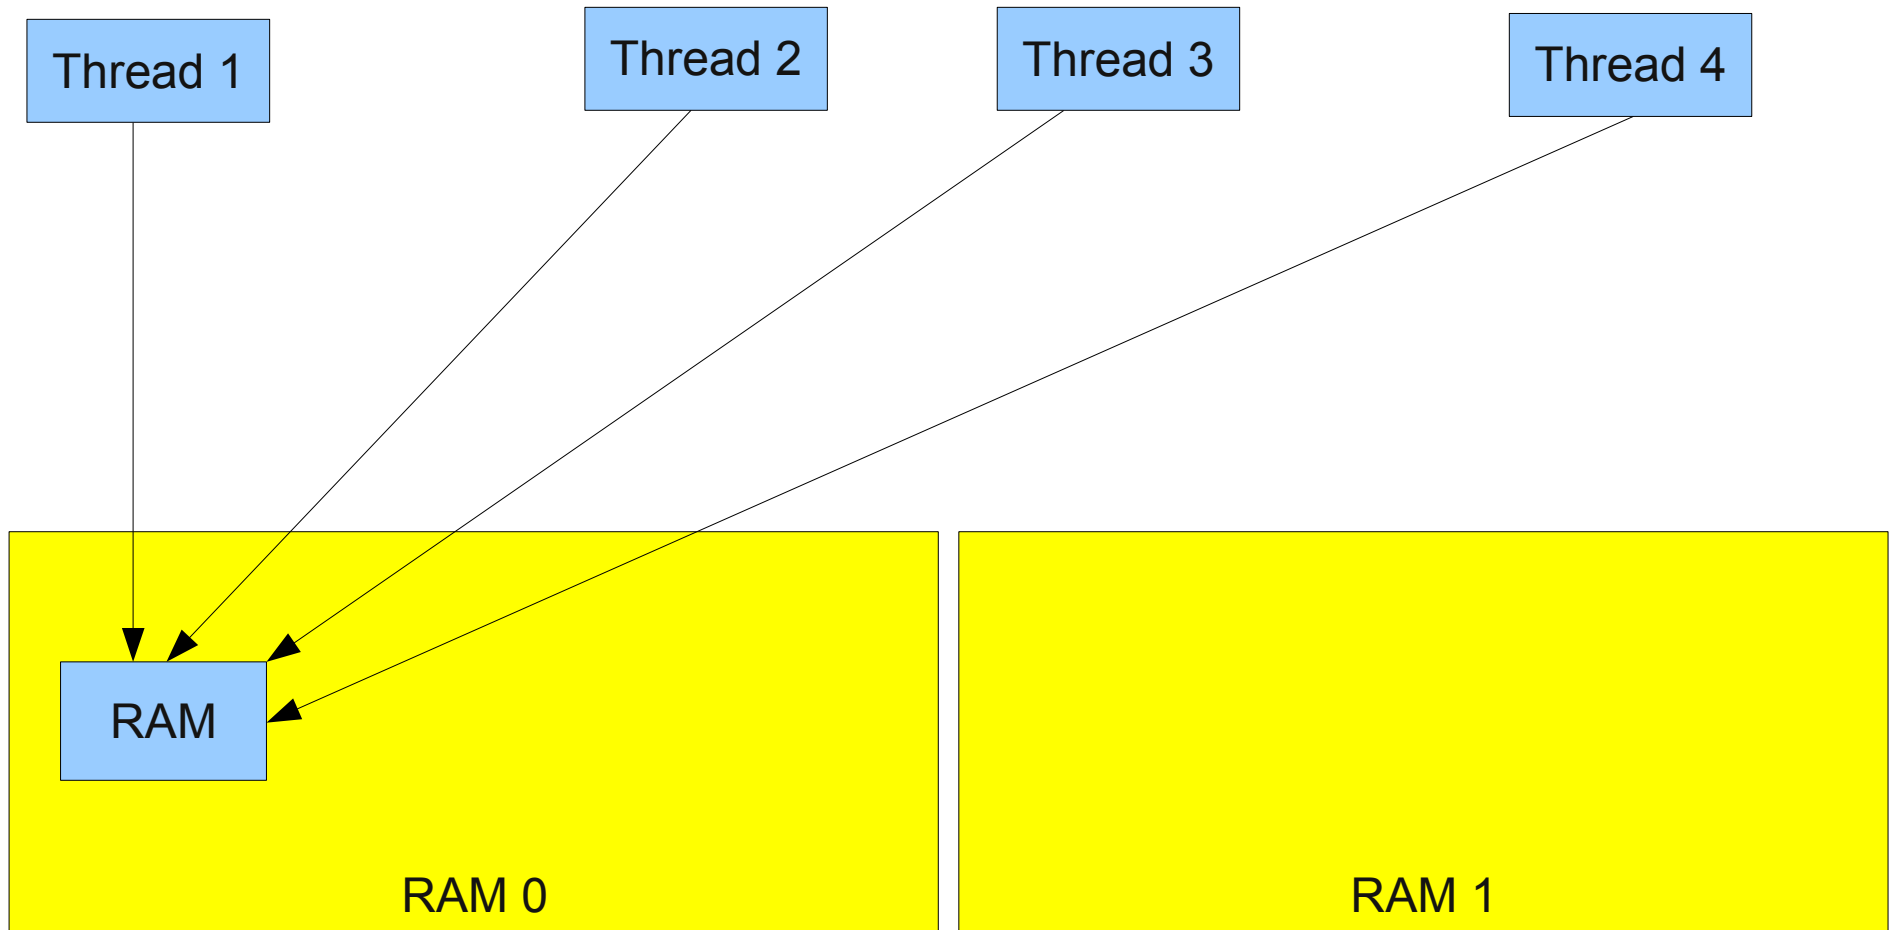 Thread 1
Thread 2
Thread 3
Thread 4
RAM
RAM 0
RAM 1